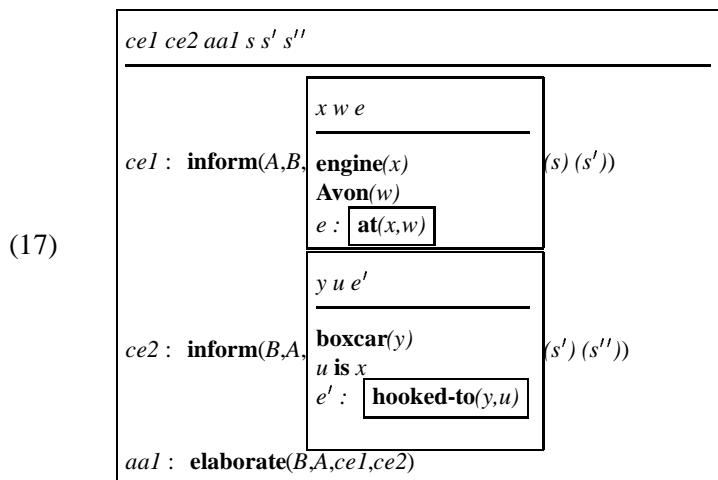 ce1 ce2 aa1 s s′ s′′
x w e
ce1 : inform(A,B, engine(x) (s) (s′))
Avon(w)
e : at(x,w)
(17)
y u e′
ce2 : inform(B,A, boxcar(y) (s′) (s′′))
u is x
e′ : hooked-to(y,u)
aa1 : elaborate(B,A,ce1,ce2)